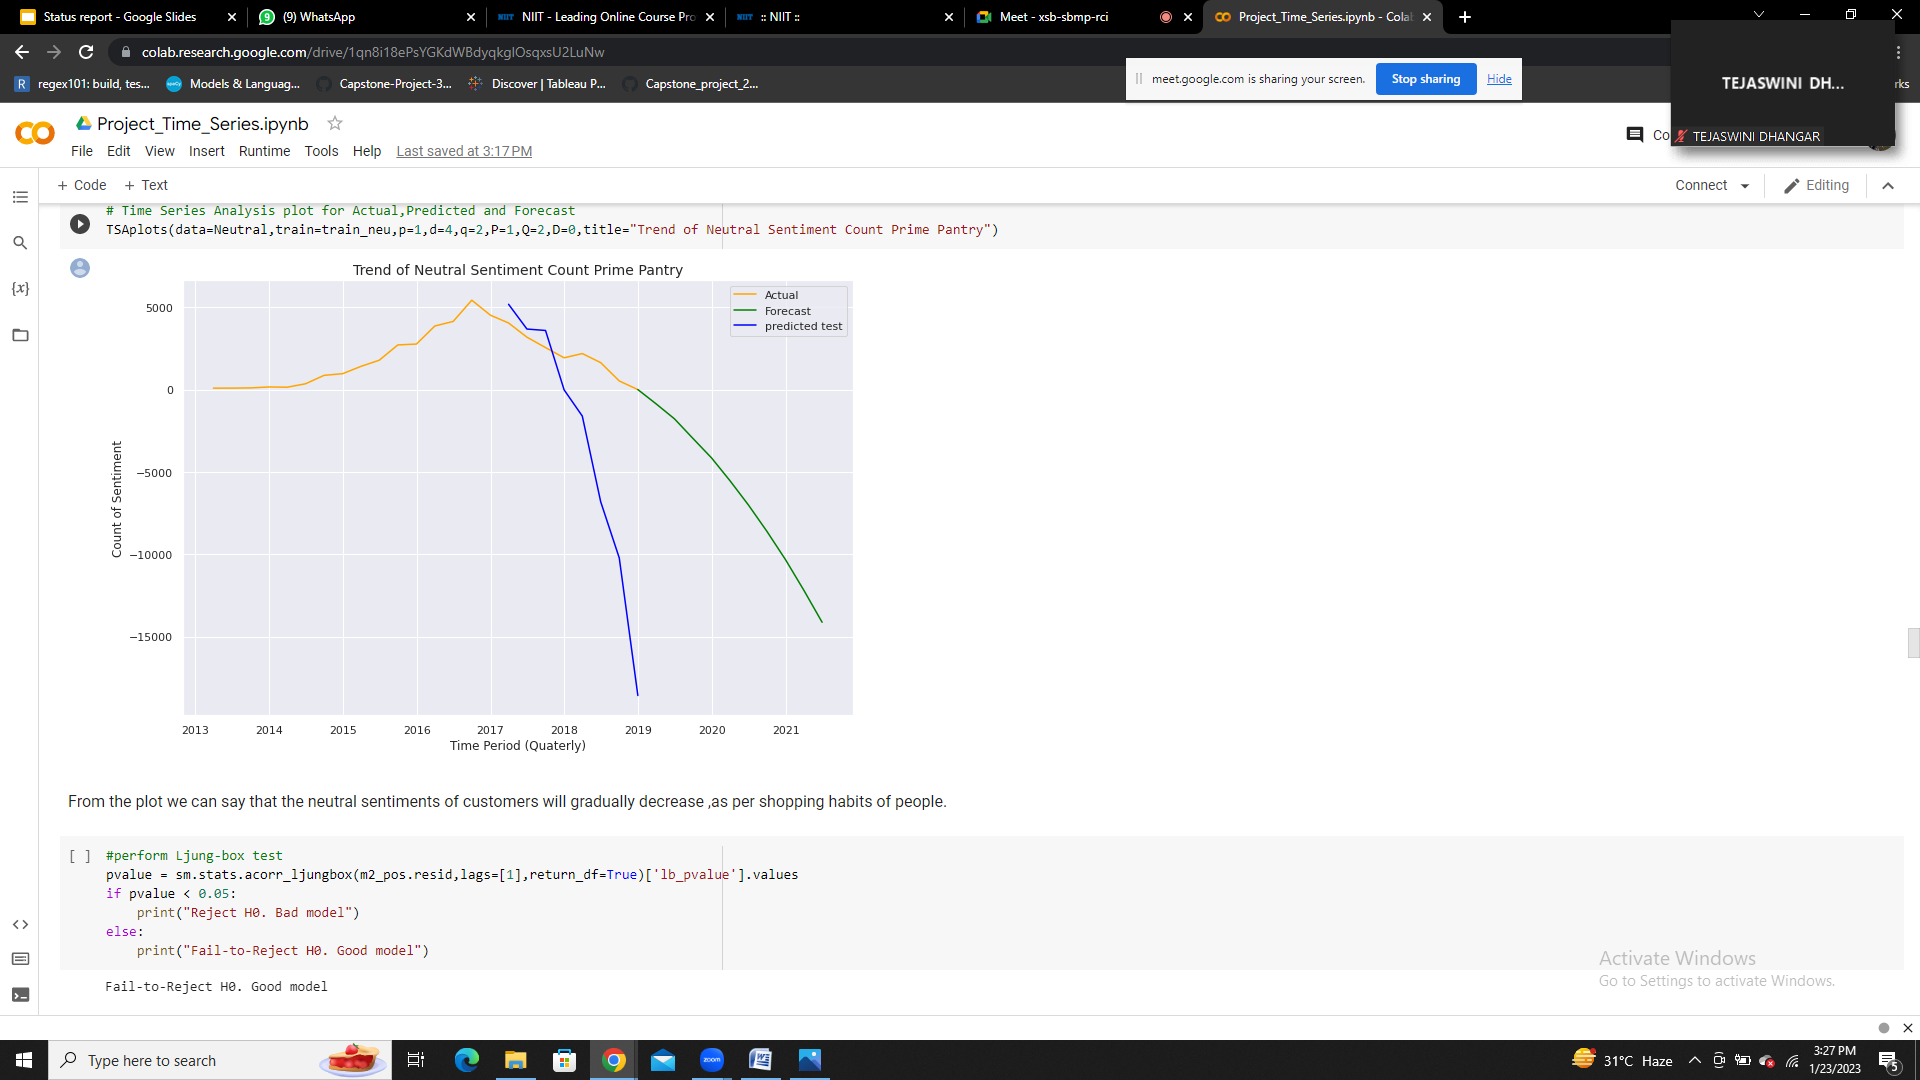 Status report - Google Slides
(9) WhatsApp
NIIT - Leading Online Course Pro
:: NIIT ::
Meet - xsb-sbmp-rci
Project_Time_Series.ipynb - Cola
colab.research.google.com/drive/1qn8i18ePsYGKdWBdyqkglOsqxsU2LuNw
regex101: build, tes...
Models & Languag...
Capstone-Project-3...
Discover | Tableau P...
Capstone_project_2...
rks
meet.google.com is sharing your screen.
Stop sharing
Hide
TEJASWINI DH...
TEJASWINI DHANGAR
Project_Time_Series.ipynb
Co
File Edit View Insert Runtime Tools Help Last saved at 3:17 PM
+ Code + Text
Connect
Editing
# Time Series Analysis plot for Actual,Predicted and Forecast
TSAplots(data=Neutral,train=train_neu,p=1,d=4,q=2,P=1,Q=2,D=0,title="Trend of Neutral Sentiment Count Prime Pantry")
Trend of Neutral Sentiment Count Prime Pantry
Actual
Forecast
predicted test
5000
0
−5000
−10000
−15000
Count of Sentiment
2013 2014 2015 2016 2017 2018 2019 2020 2021
Time Period (Quaterly)
From the plot we can say that the neutral sentiments of customers will gradually decrease ,as per shopping habits of people.
[ ] #perform Ljung-box test
pvalue = sm.stats.acorr_ljungbox(m2_pos.resid,lags=[1],return_df=True)['lb_pvalue'].values
if pvalue < 0.05:
print("Reject H0. Bad model")
else:
print("Fail-to-Reject H0. Good model")
Fail-to-Reject H0. Good model
Activate Windows
Go to Settings to activate Windows.
Type here to search
zoom
31°C Haze
3:27 PM
1/23/2023
5